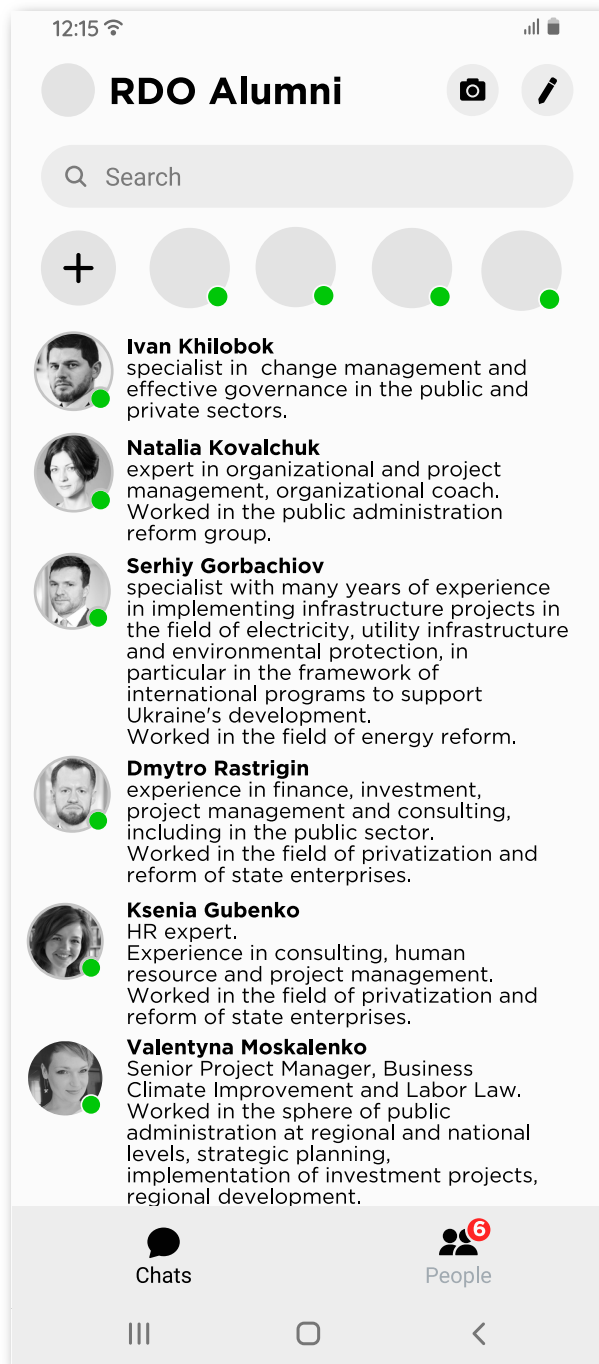 12:15
RDO Alumni
Search
Ivan Khilobok
specialist in change management and
effective governance in the public and
private sectors.
Natalia Kovalchuk
expert in organizational and project
management, organizational coach.
Worked in the public administration
reform group.
Serhiy Gorbachiov
specialist with many years of experience
in implementing infrastructure projects in
the field of electricity, utility infrastructure
and environmental protection, in
particular in the framework of
international programs to support
Ukraine's development.
Worked in the field of energy reform.
Dmytro Rastrigin
experience in finance, investment,
project management and consulting,
including in the public sector.
Worked in the field of privatization and
reform of state enterprises.
Ksenia Gubenko
HR expert.
Experience in consulting, human
resource and project management.
Worked in the field of privatization and
reform of state enterprises.
Valentyna Moskalenko
Senior Project Manager, Business
Climate Improvement and Labor Law.
Worked in the sphere of public
administration at regional and national
levels, strategic planning,
implementation of investment projects,
regional development.
6
Chats
People